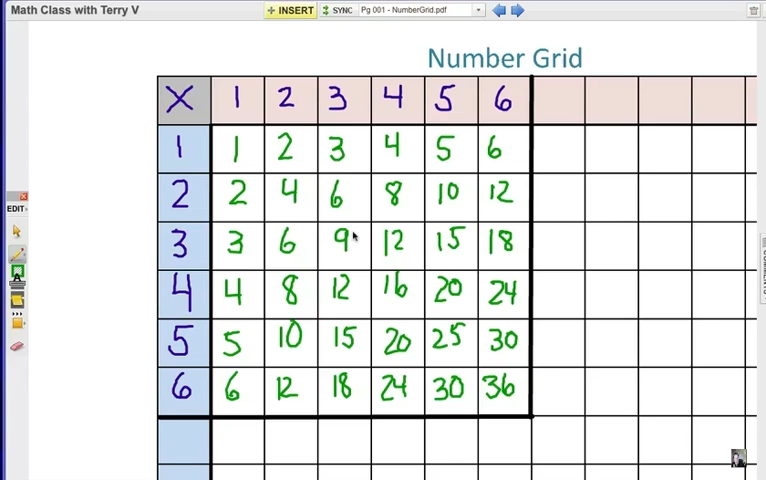 Math Class with Terry V
+ INSERT SYNC Pg 001 - NumberGrid.pdf
Number Grid
X 1 2 3 4 5 6
1 1 2 3 4 5 6
2 2 4 6 8 10 12
3 3 6 9 12 15 18
4 4 8 12 16 20 24
5 5 10 15 20 25 30
6 6 12 18 24 30 36
EDIT
A
COMMENTS